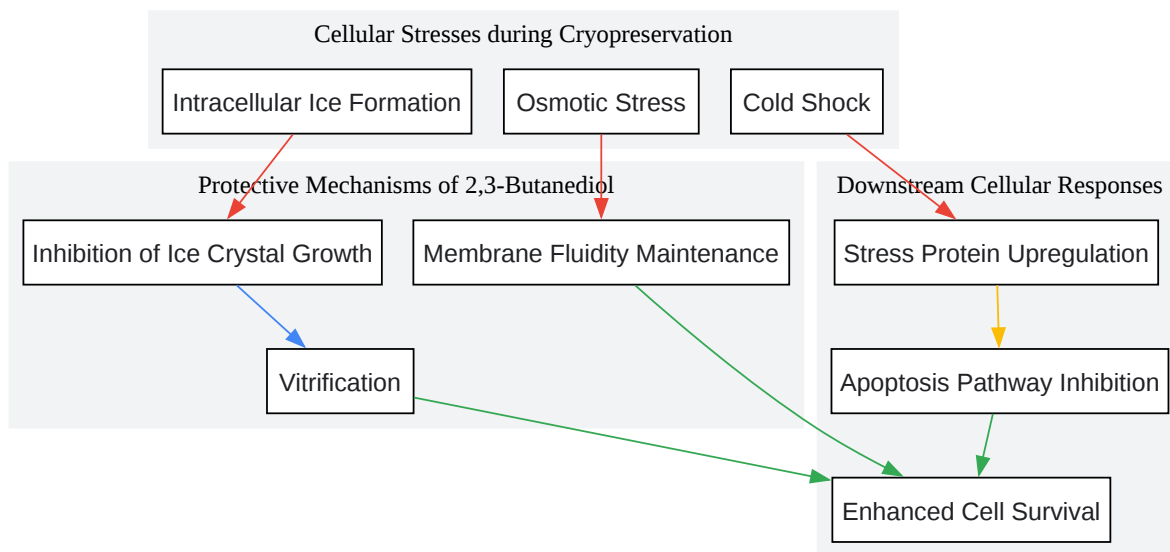 Cellular Stresses during Cryopreservation
Intracellular Ice Formation
Osmotic Stress
Cold Shock
Protective Mechanisms of 2,3-Butanediol
Downstream Cellular Responses
Inhibition of Ice Crystal Growth
Membrane Fluidity Maintenance
Stress Protein Upregulation
Vitrification
Apoptosis Pathway Inhibition
Enhanced Cell Survival